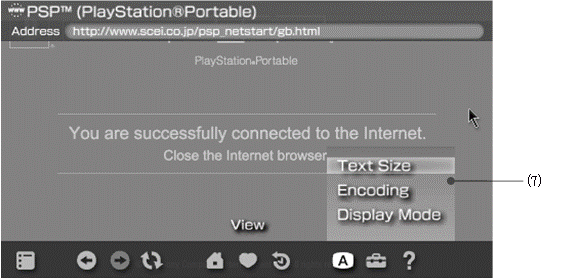 www PSP™ (PlayStation®Portable)
Address http://www.scei.co.jp/psp_netstart/gb.html
PlayStation®Portable
You are successfully connected to the Internet.
Close the Internet browser
Text Size
(7)
Encoding
Display Mode
View
A ?